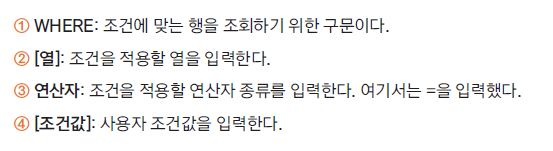 ① WHERE: 조건에 맞는 행을 조회하기 위한 구문이다.
② [열]: 조건을 적용할 열을 입력한다.
③ 연산자: 조건을 적용할 연산자 종류를 입력한다. 여기서는 =을 입력했다.
④ [조건값]: 사용자 조건값을 입력한다.